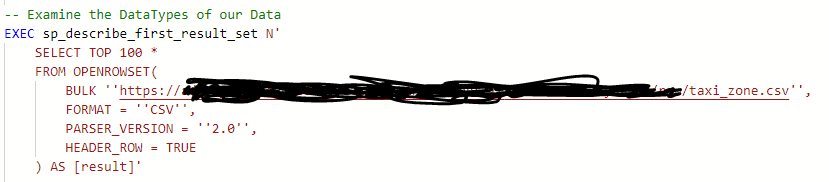 -- Examine the DataTypes of our Data
EXEC sp_describe_first_result_set N'
SELECT TOP 100 *
FROM OPENROWSET(
BULK ''https:// /taxi_zone.csv'',
FORMAT = ''CSV'',
PARSER_VERSION = ''2.0'',
HEADER_ROW = TRUE
) AS [result]'